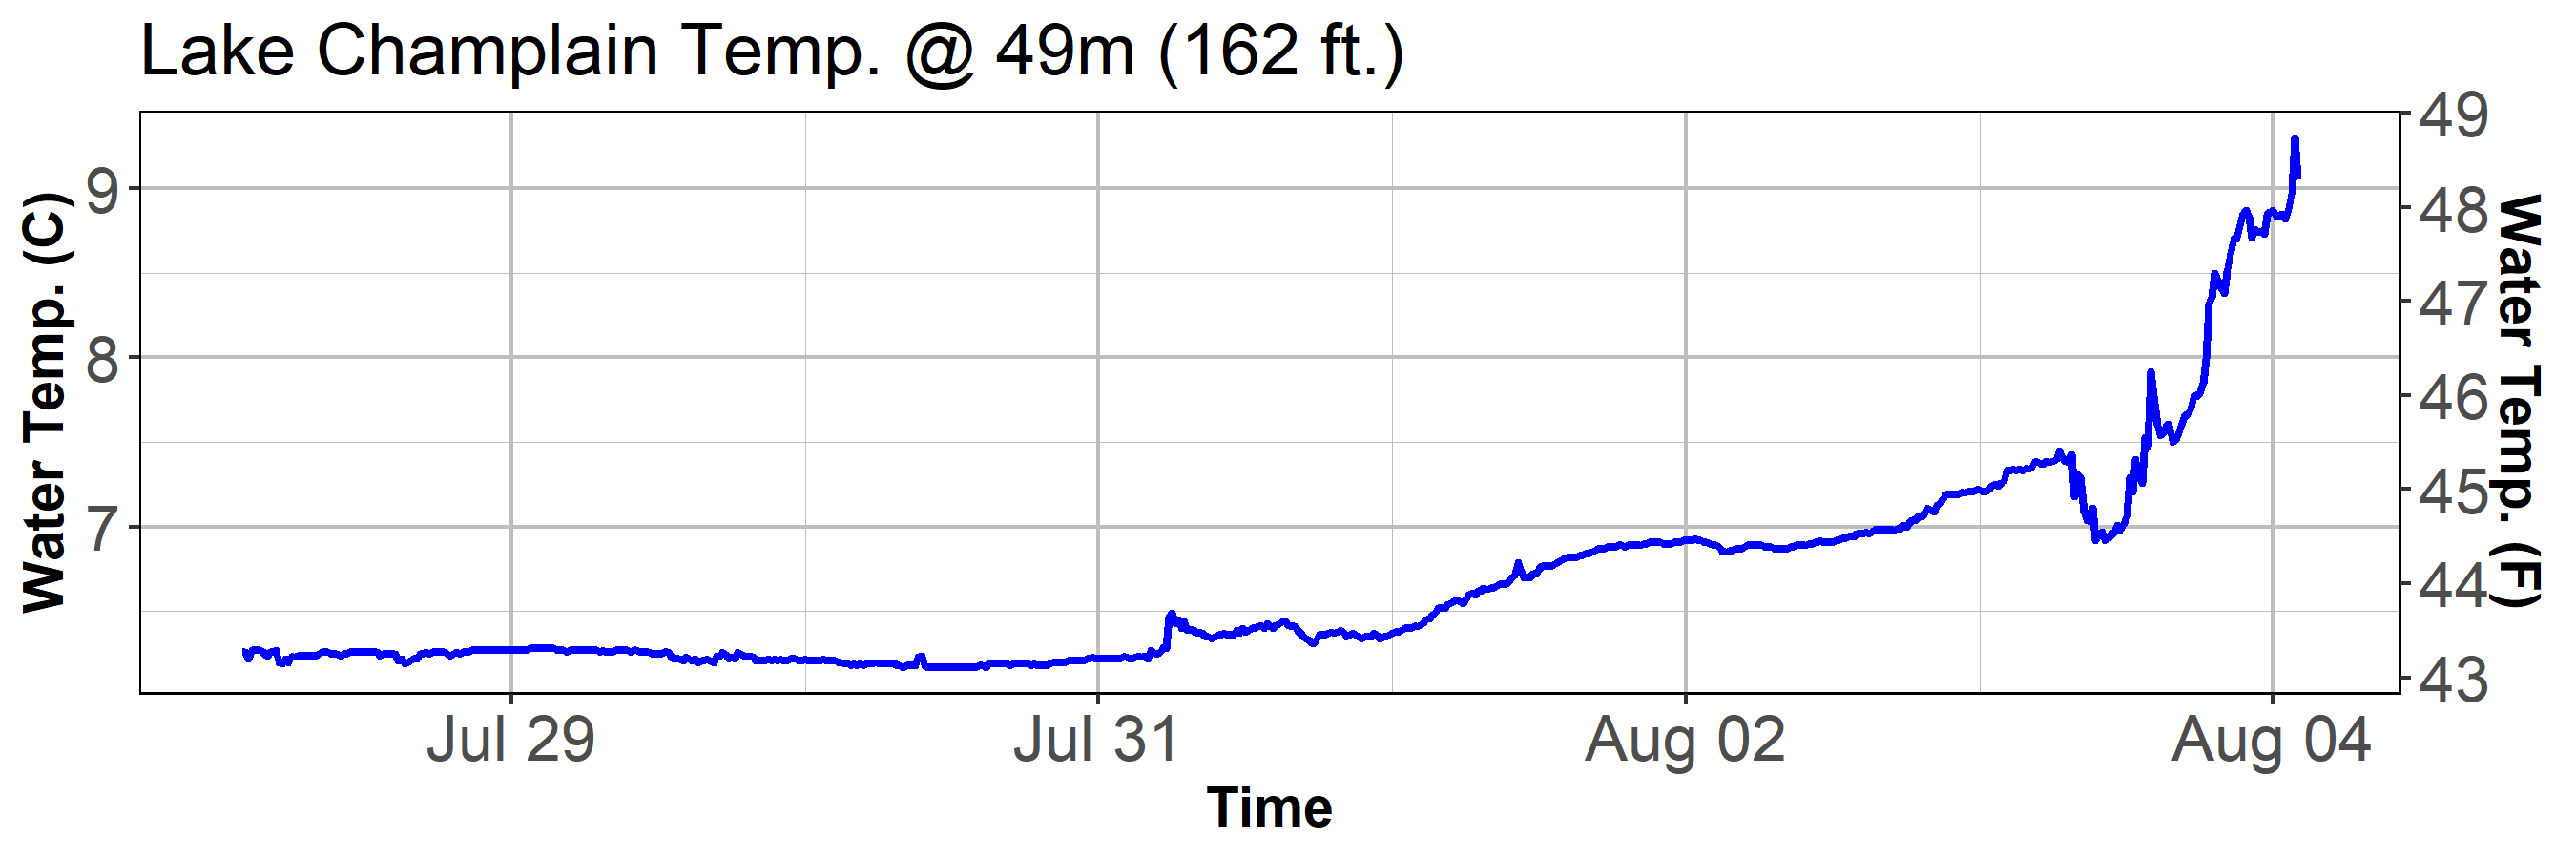 Lake Champlain Temp. @ 49m (162 ft.)
Water Temp. (C)
9
8
7
49
48
47
46
45
44
43
Water Temp. (F)
Jul 29
Jul 31
Aug 02
Aug 04
Time